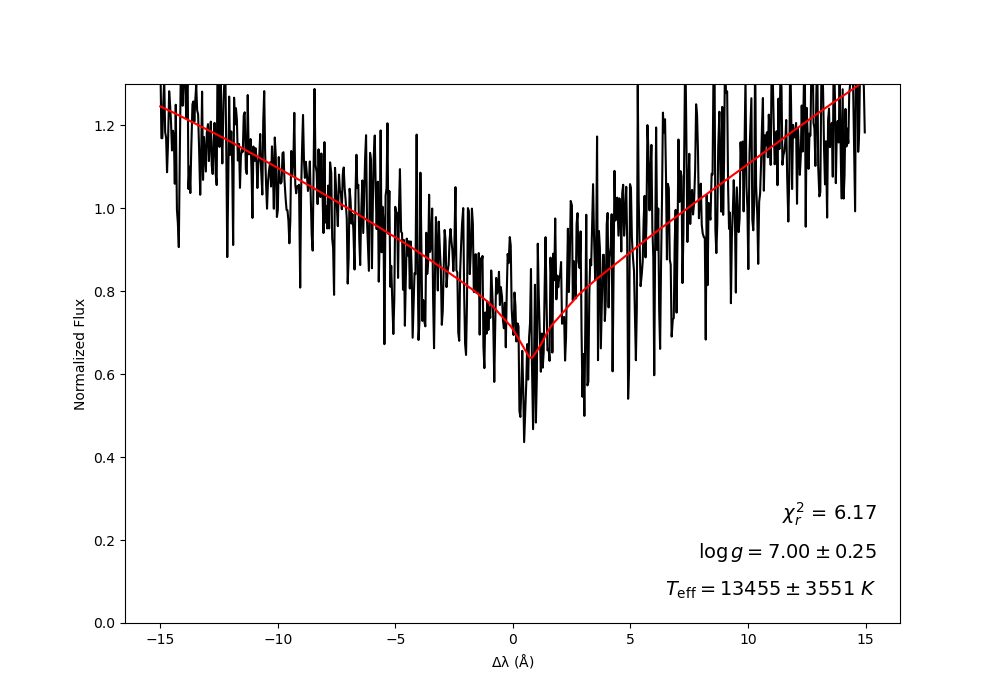 1.2
1.0
0.8
0.6
0.4
0.2
0.0
Normalized Flux
χ²ᵣ = 6.17
log g = 7.00 ± 0.25
T_eff = 13455 ± 3551 K
−15 −10 −5 0 5 10 15
Δλ (Å)